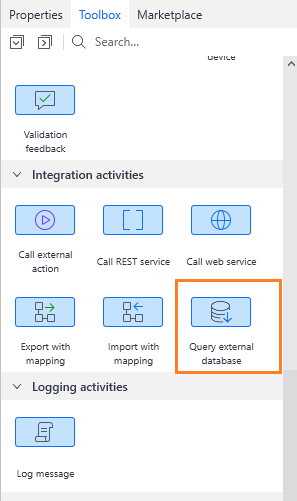 Properties Toolbox Marketplace
Search...
device
Validation
feedback
Integration activities
Call external
action
Call REST service
Call web service
Export with
mapping
Import with
mapping
Query external
database
Logging activities
Log message